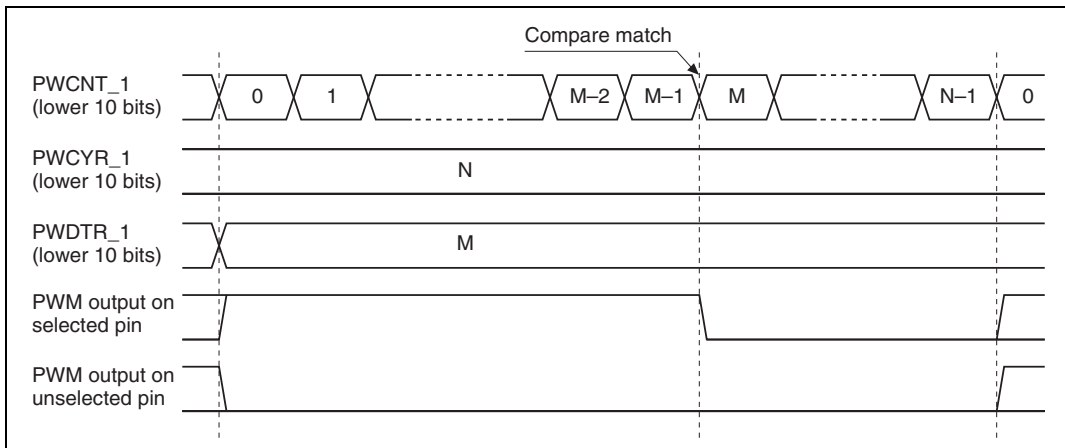 Compare match
PWCNT_1
(lower 10 bits)
0 1 M–2 M–1 M N–1 0
PWCYR_1
(lower 10 bits)
N
PWDTR_1
(lower 10 bits)
M
PWM output on
selected pin
PWM output on
unselected pin